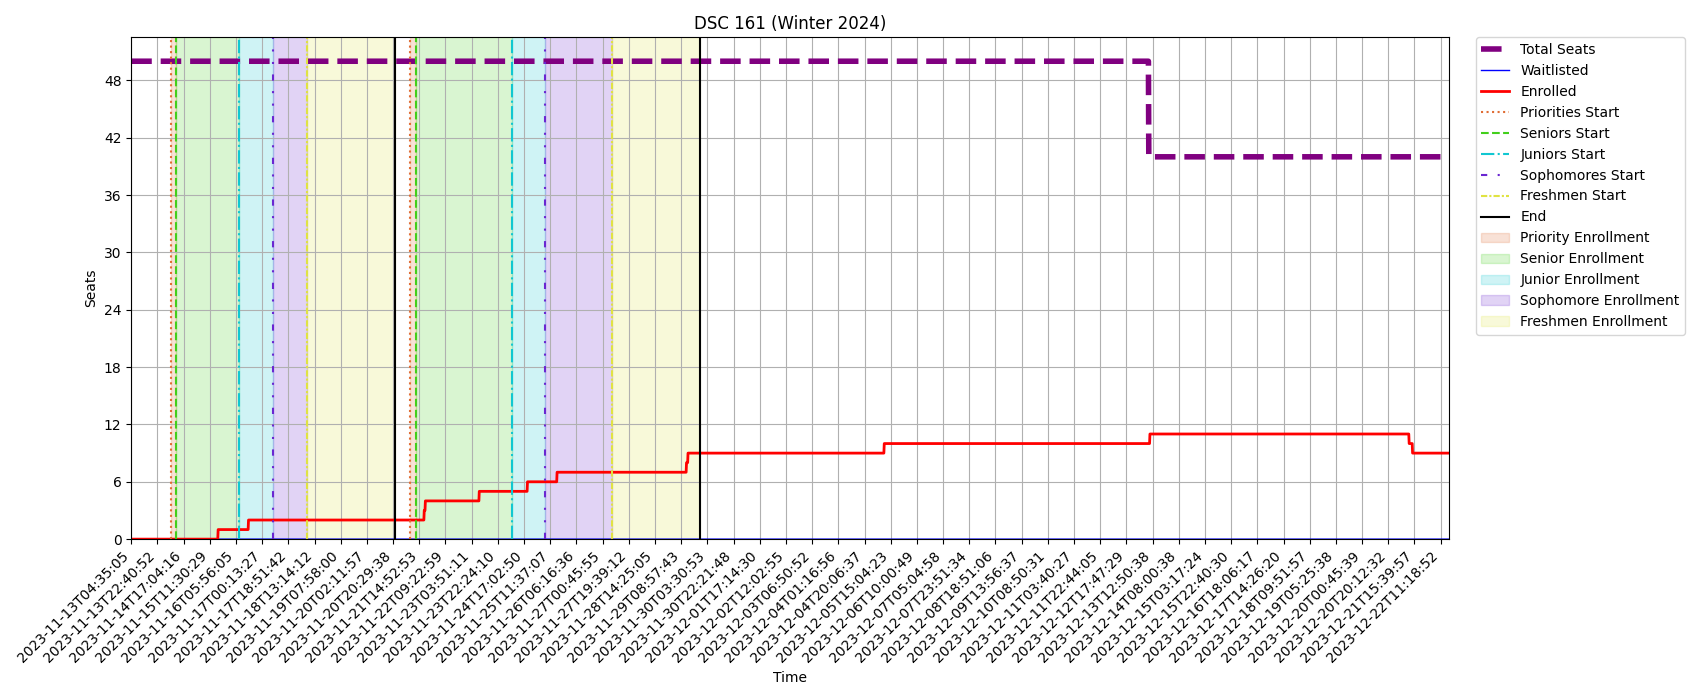 DSC 161 (Winter 2024)
Total Seats
Waitlisted
Enrolled
Priorities Start
Seniors Start
Juniors Start
Sophomores Start
Freshmen Start
End
Priority Enrollment
Senior Enrollment
Junior Enrollment
Sophomore Enrollment
Freshmen Enrollment
Seats
48
42
36
30
24
18
12
6
0
2023-11-13T04:35:05
2023-11-13T22:40:52
2023-11-14T17:04:16
2023-11-15T11:30:29
2023-11-16T05:56:05
2023-11-17T00:13:27
2023-11-17T18:51:42
2023-11-18T13:14:12
2023-11-19T07:58:00
2023-11-20T02:11:57
2023-11-20T20:29:38
2023-11-21T14:52:53
2023-11-22T09:22:59
2023-11-23T03:51:11
2023-11-23T22:24:10
2023-11-24T17:02:50
2023-11-25T11:37:07
2023-11-26T06:16:36
2023-11-27T00:45:55
2023-11-27T19:39:12
2023-11-28T14:25:05
2023-11-29T08:57:43
2023-11-30T03:30:53
2023-11-30T22:21:48
2023-12-01T17:14:30
2023-12-02T12:02:55
2023-12-03T06:50:52
2023-12-04T01:16:56
2023-12-04T20:06:37
2023-12-05T15:04:23
2023-12-06T10:00:49
2023-12-07T05:04:58
2023-12-07T23:51:34
2023-12-08T18:51:06
2023-12-09T13:56:37
2023-12-10T08:50:31
2023-12-11T03:40:27
2023-12-11T22:44:05
2023-12-12T17:47:29
2023-12-13T12:50:38
2023-12-14T08:00:38
2023-12-15T03:17:24
2023-12-15T22:40:30
2023-12-16T18:06:17
2023-12-17T14:26:20
2023-12-18T09:51:57
2023-12-19T05:25:38
2023-12-20T00:45:39
2023-12-20T20:12:32
2023-12-21T15:39:57
2023-12-22T11:18:52
Time